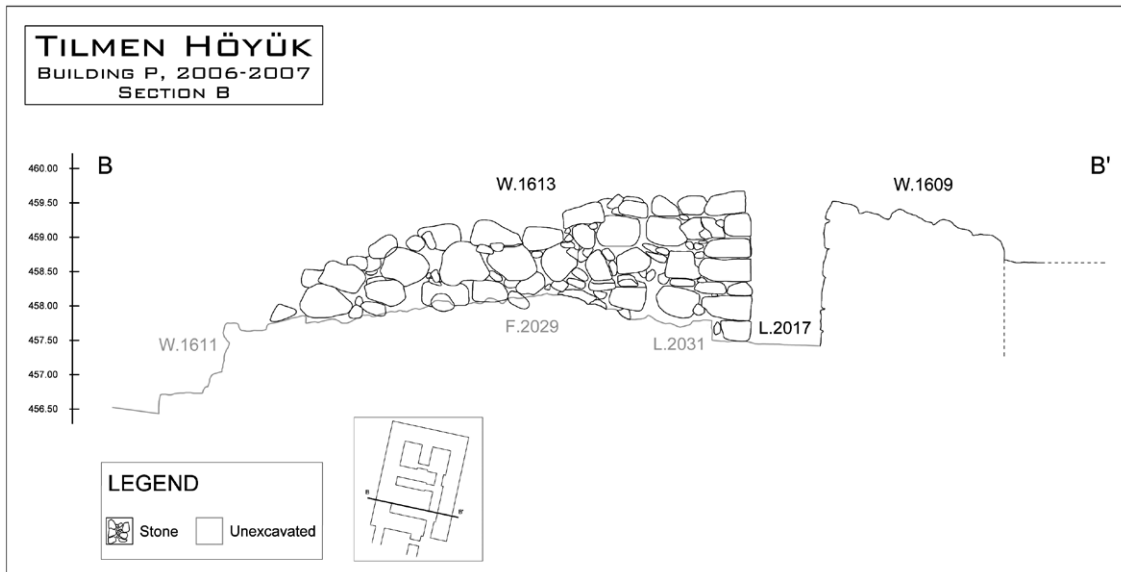 TILMEN HÖYÜK
BUILDING P, 2006-2007
SECTION B
B
B'
460.00
459.50
459.00
458.50
458.00
457.50
457.00
456.50
W.1613
W.1609
W.1611
F.2029
L.2031
L.2017
LEGEND
Stone
Unexcavated
B
B'